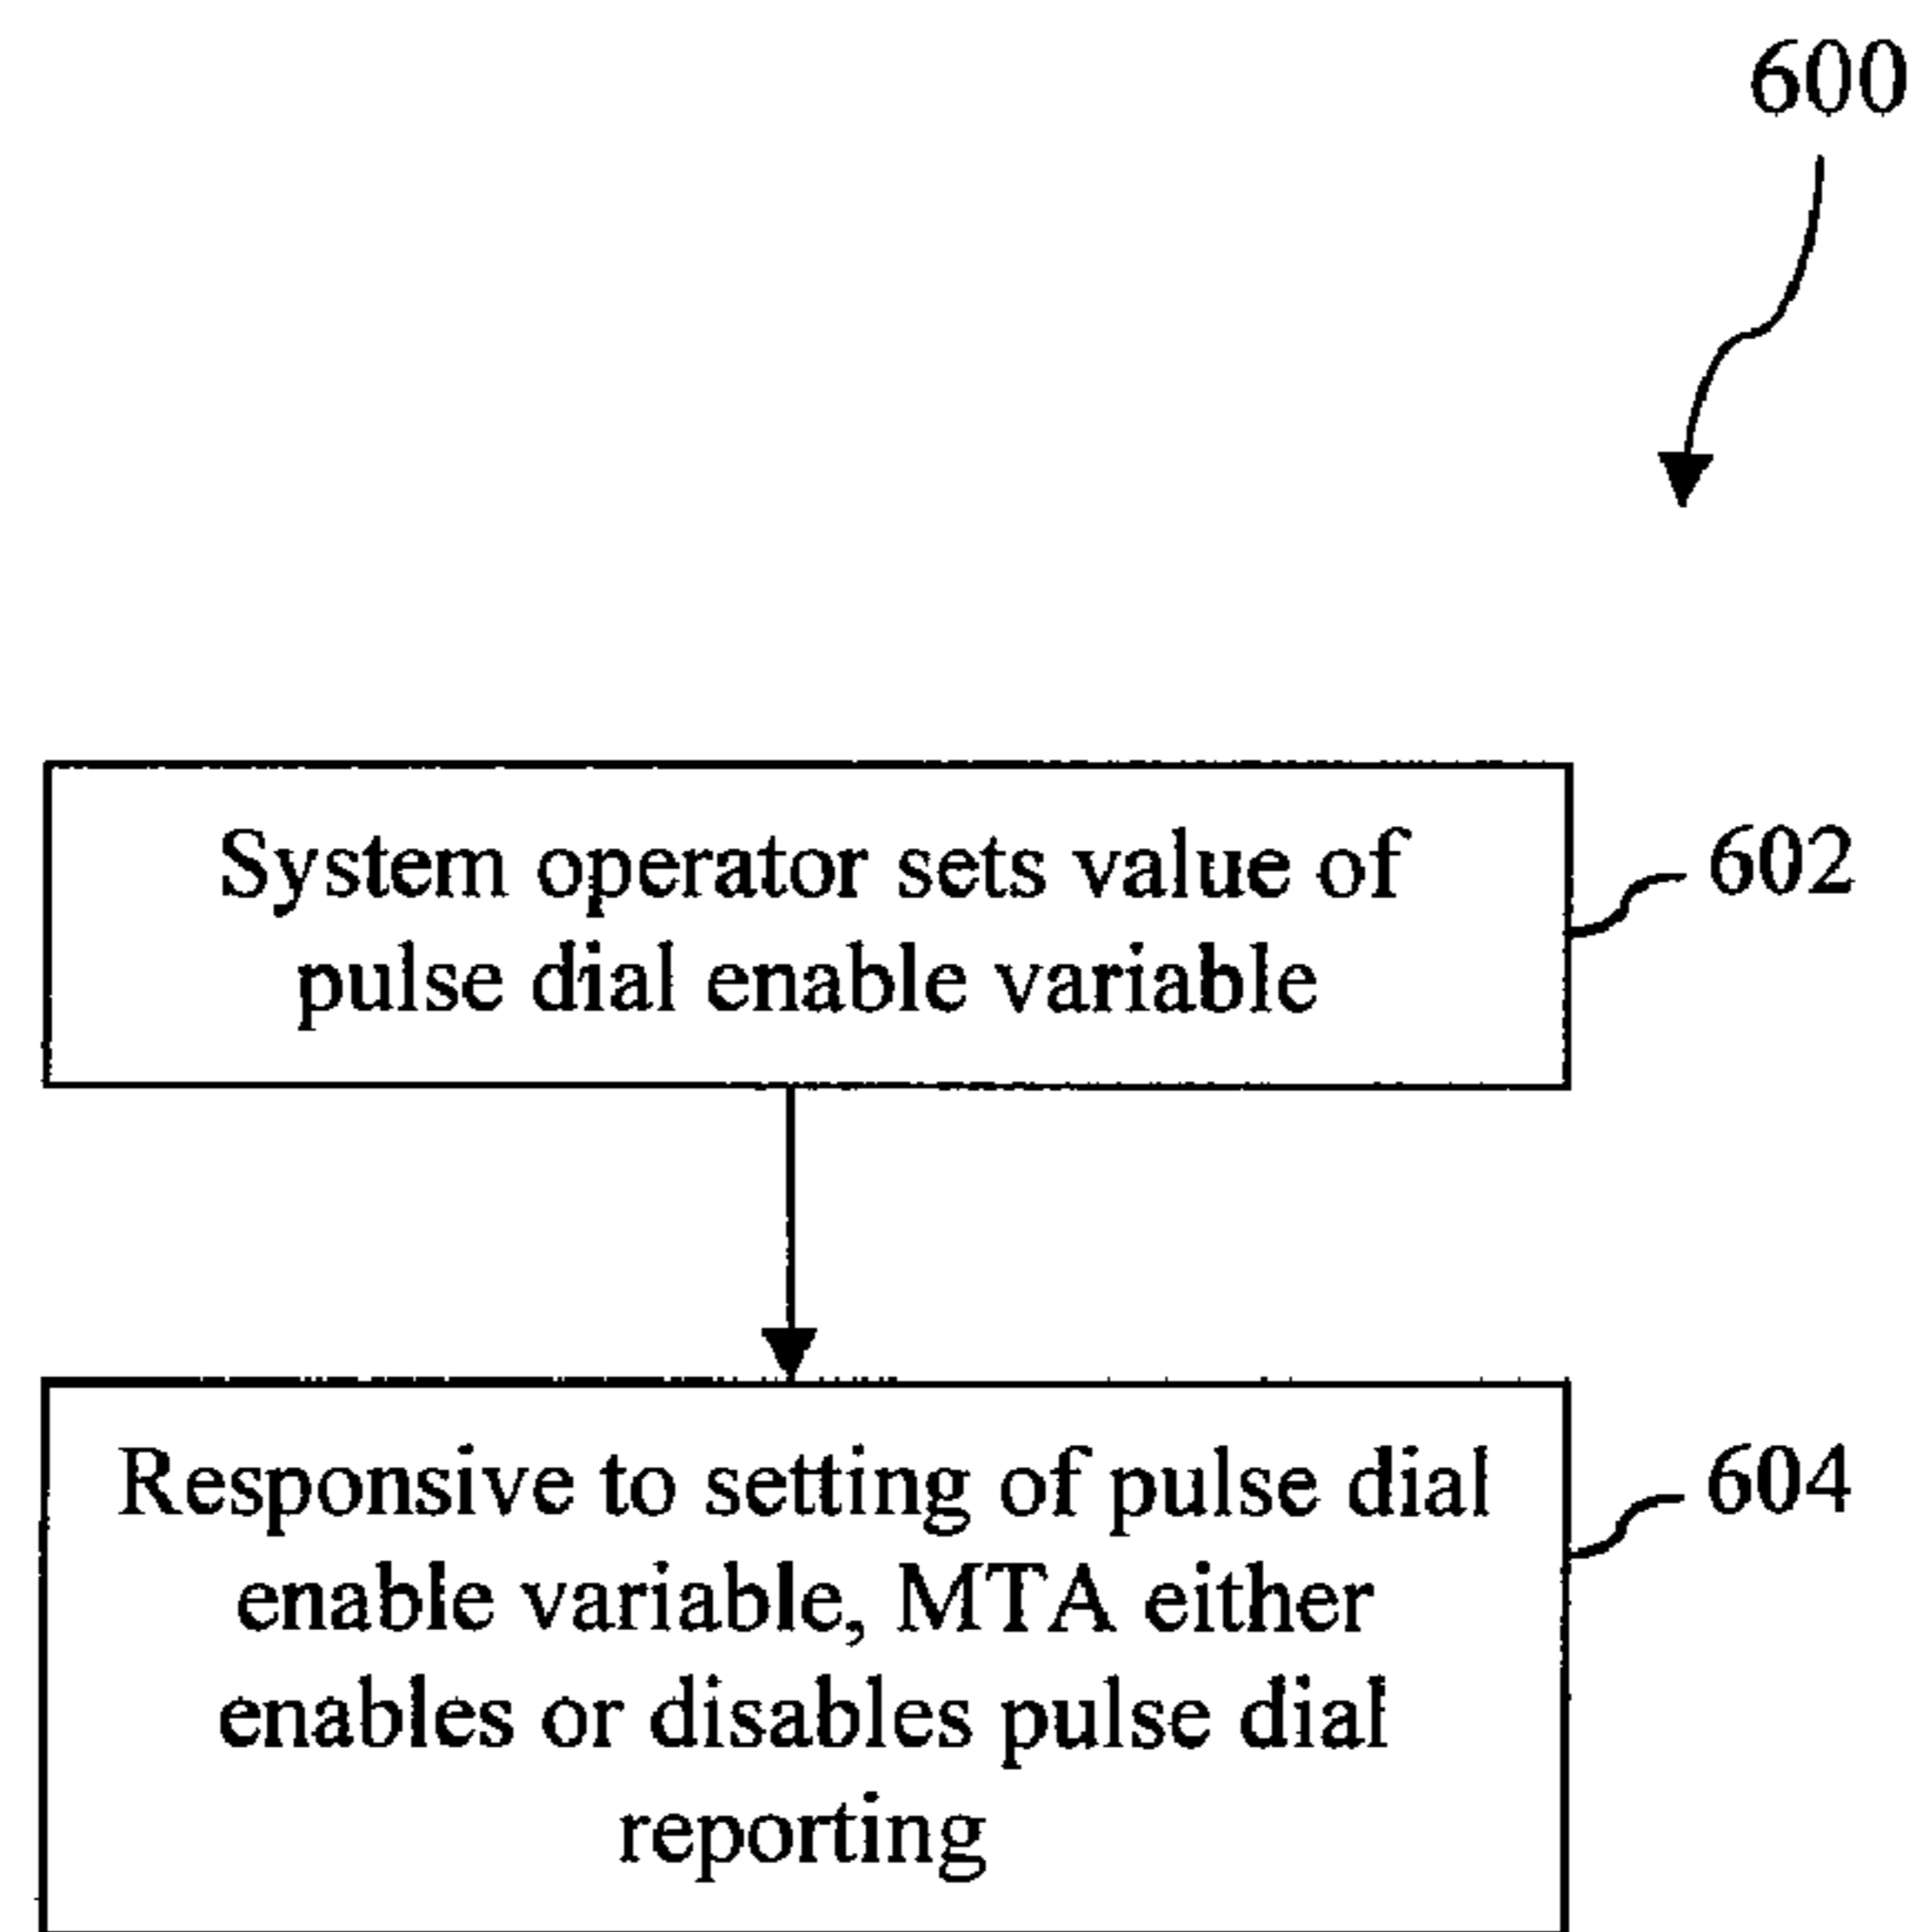 600
System operator sets value of
pulse dial enable variable
602
Responsive to setting of pulse dial
enable variable, MTA either
enables or disables pulse dial
reporting
604